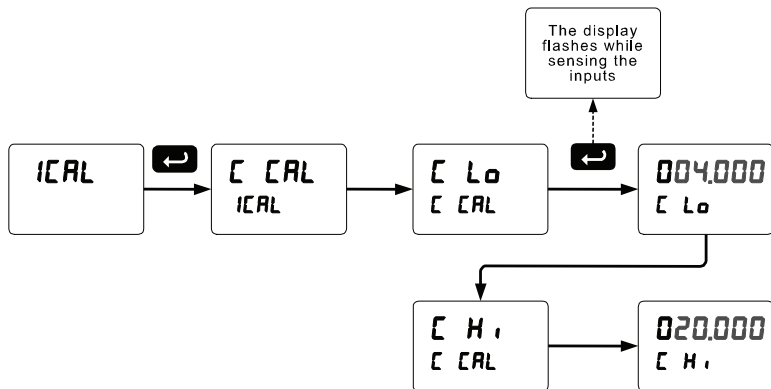 The display
flashes while
sensing the
inputs
ICAL
C CAL
ICAL
C Lo
C CAL
004.000
C Lo
C Hi
C CAL
020.000
C Hi